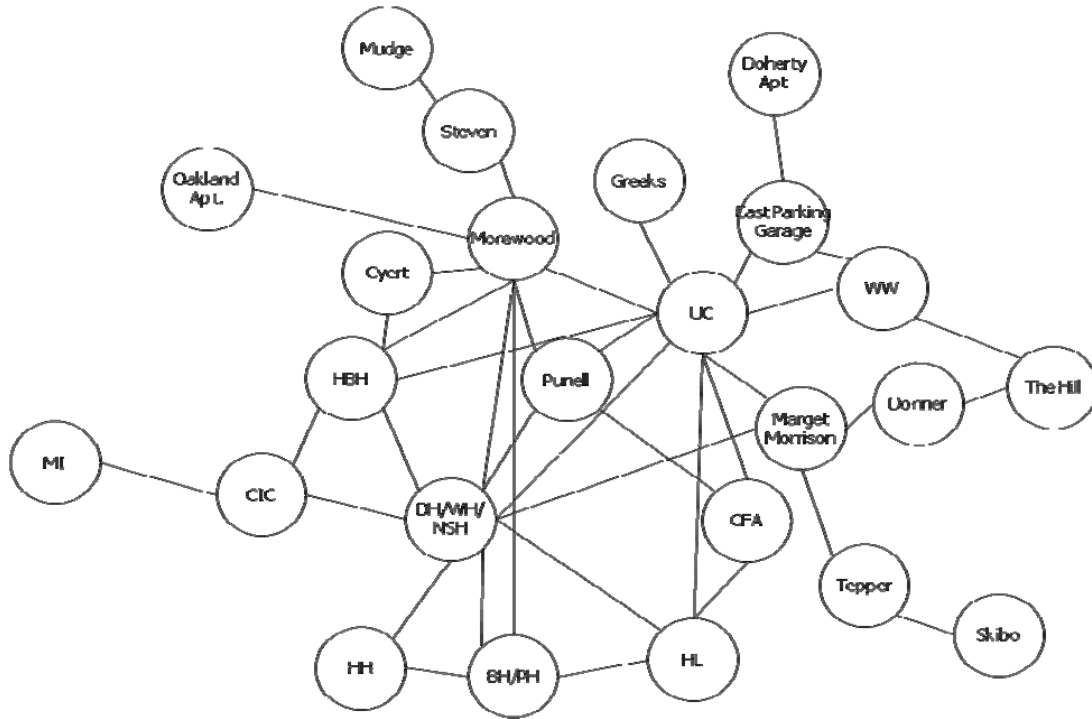 Mudge
Doherty
Apt
Steven
Oakland
Apt.
Greeks
East Parking
Garage
Morewood
Cyert
WW
UC
HBH
Purnell
The Hill
Donner
Marget
Morrison
MI
CIC
DH/WH/
NSH
CFA
Tepper
Skibo
HH
BH/PH
HL